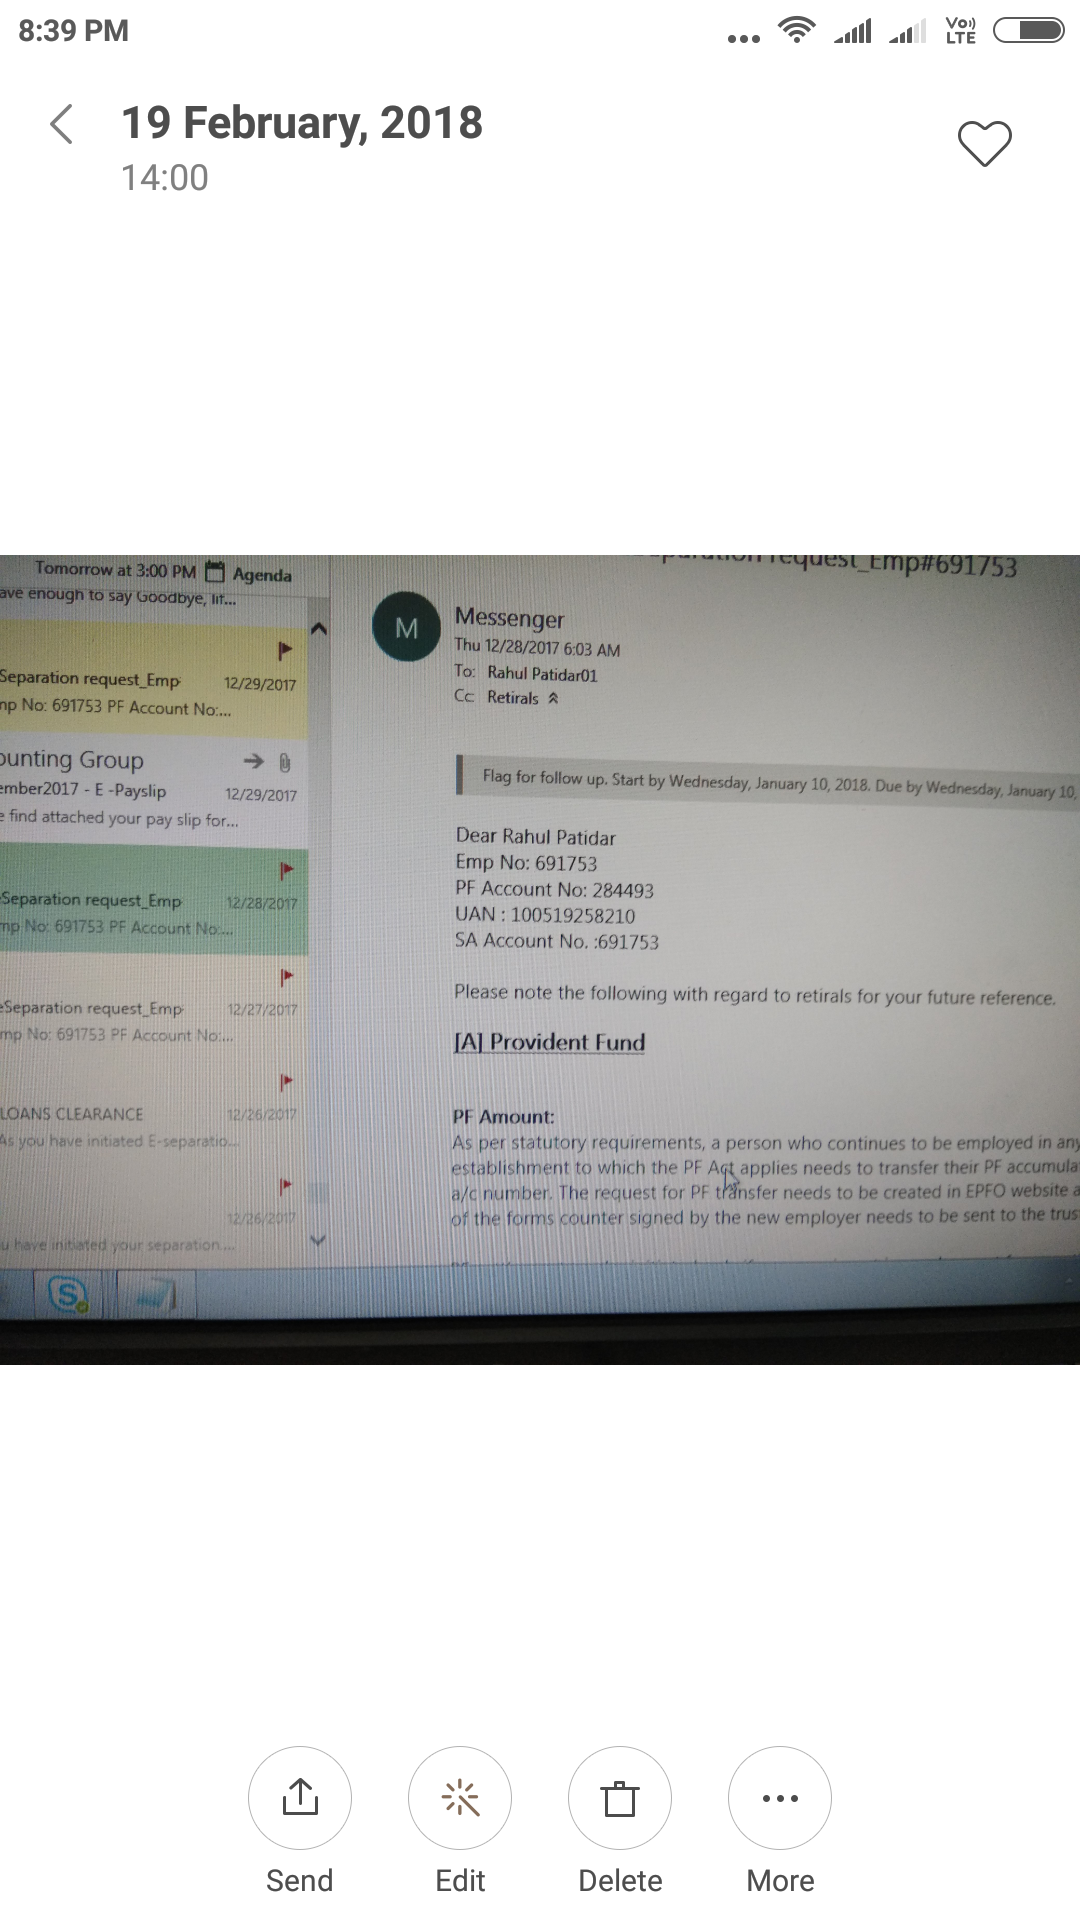 8:39 PM
Vo))
LTE
19 February, 2018
14:00
Tomorrow at 3:00 PM Agenda
ave enough to say Goodbye, lit...
Separation request_Emp 12/29/2017
mp No: 691753 PF Account No:...
ounting Group
ember2017 - E -Payslip 12/29/2017
e find attached your pay slip for...
Separation request_Emp 12/28/2017
mp No: 691753 PF Account No:...
eSeparation request_Emp 12/27/2017
mp No: 691753 PF Account No:...
LOANS CLEARANCE 12/26/2017
As you have initiated E-separatio...
12/26/2017
u have initiated your separation....
request_Emp#691753
M
Messenger
Thu 12/28/2017 6:03 AM
To: Rahul Patidar01
Cc Retirals
Flag for follow up. Start by Wednesday, January 10, 2018. Due by Wednesday, January 10,
Dear Rahul Patidar
Emp No: 691753
PF Account No: 284493
UAN : 100519258210
SA Account No. :691753
Please note the following with regard to retirals for your future reference.
[A] Provident Fund
PF Amount:
As per statutory requirements, a person who continues to be employed in any
establishment to which the PF Act applies needs to transfer their PF accumula
a/c number. The request for PF transfer needs to be created in EPFO website a
of the forms counter signed by the new employer needs to be sent to the trus
S
Send
Edit
Delete
More